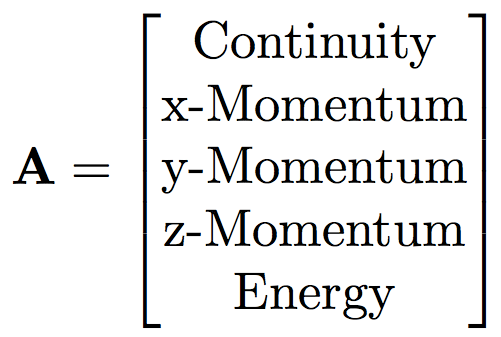 Continuity
x-Momentum
A = y-Momentum
z-Momentum
Energy